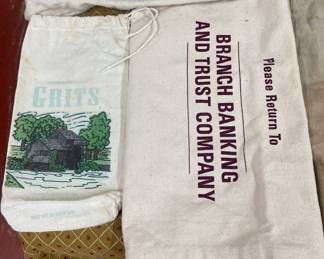 GRITS
Please Return To
BRANCH BANKING
AND TRUST COMPANY